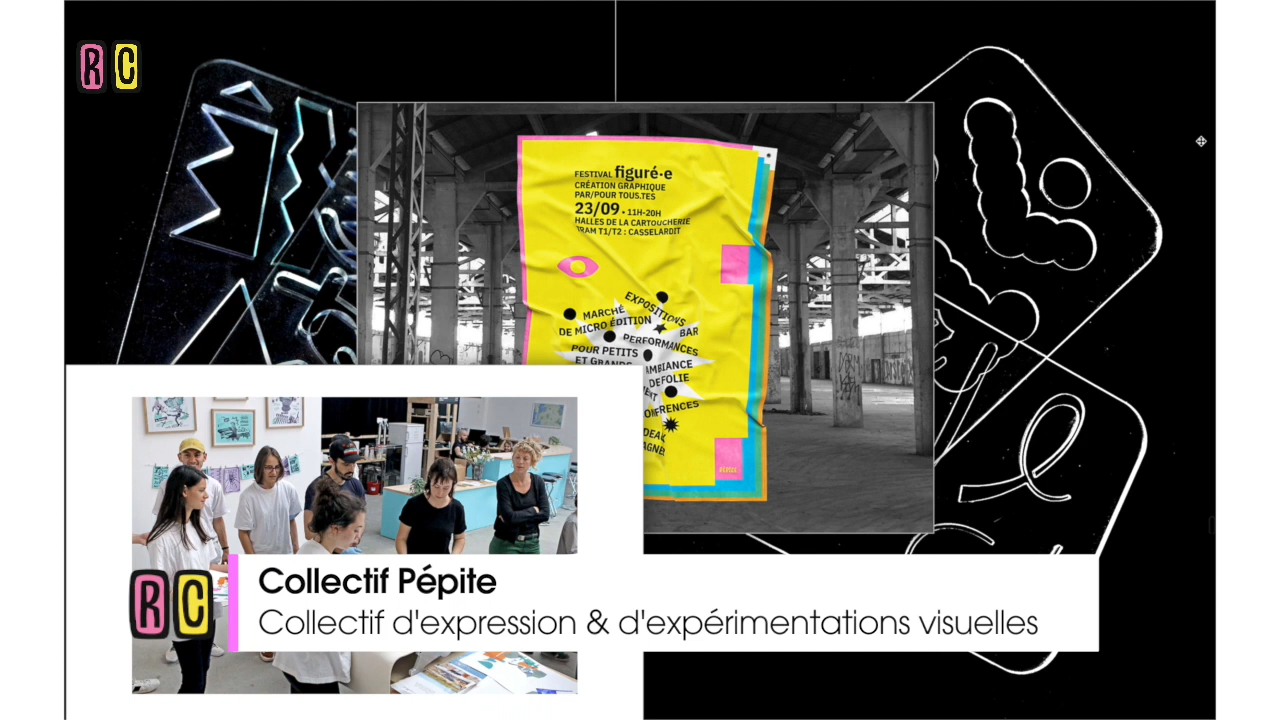 RC
FESTIVAL figuré·e
CRÉATION GRAPHIQUE
PAR/POUR TOUS.TES
23/09 • 11H-20H
HALLES DE LA CARTOUCHERIE
TRAM T1/T2 : CASSELARDIT
EXPOSITIONS
MARCHÉ
DE MICRO ÉDITION
BAR
PERFORMANCES
POUR PETITS
ET GRANDS
AMBIANCE
DEFOLIE
RC
Collectif Pépite
Collectif d'expression & d'expérimentations visuelles